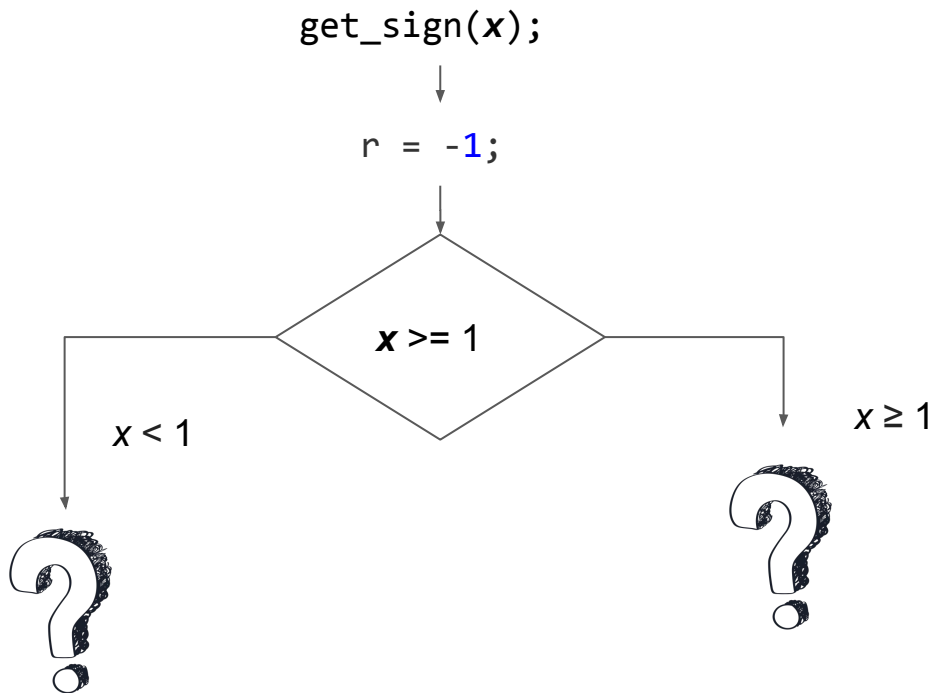 get_sign(x);
r = -1;
x >= 1
x < 1
x ≥ 1
?
?